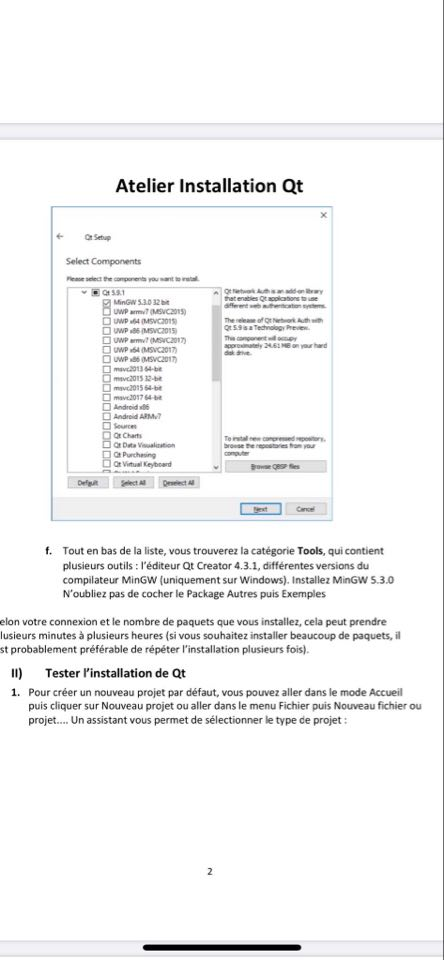 Atelier Installation Qt
Qt Setup
Select Components
Please select the components you want to install.
Qt 5.9.1
MinGW 5.3.0 32 bit
UWP armv7 (MSVC2015)
UWP x64 (MSVC2015)
UWP x86 (MSVC2015)
UWP armv7 (MSVC2017)
UWP x64 (MSVC2017)
UWP x86 (MSVC2017)
msvc2013 64-bit
msvc2015 32-bit
msvc2015 64-bit
msvc2017 64-bit
Android x86
Android ARMv7
Sources
Qt Charts
Qt Data Visualization
Qt Purchasing
Qt Virtual Keyboard
Qt Network Auth is an add-on library
that enables Qt applications to use
different web authentication systems.
The release of Qt Network Auth with
Qt 5.9 is a Technology Preview.
This component will occupy
approximately 24.61 MB on your hard
disk drive.
To install new compressed repository,
browse the repositories from your
computer
Browse QBSP files
Default
Select All
Deselect All
Next
Cancel
f. Tout en bas de la liste, vous trouverez la catégorie Tools, qui contient
plusieurs outils : l’éditeur Qt Creator 4.3.1, différentes versions du
compilateur MinGW (uniquement sur Windows). Installez MinGW 5.3.0
N’oubliez pas de cocher le Package Autres puis Exemples
elon votre connexion et le nombre de paquets que vous installez, cela peut prendre
lusieurs minutes à plusieurs heures (si vous souhaitez installer beaucoup de paquets, il
st probablement préférable de répéter l’installation plusieurs fois).
II) Tester l’installation de Qt
1. Pour créer un nouveau projet par défaut, vous pouvez aller dans le mode Accueil
puis cliquer sur Nouveau projet ou aller dans le menu Fichier puis Nouveau fichier ou
projet.... Un assistant vous permet de sélectionner le type de projet :
2